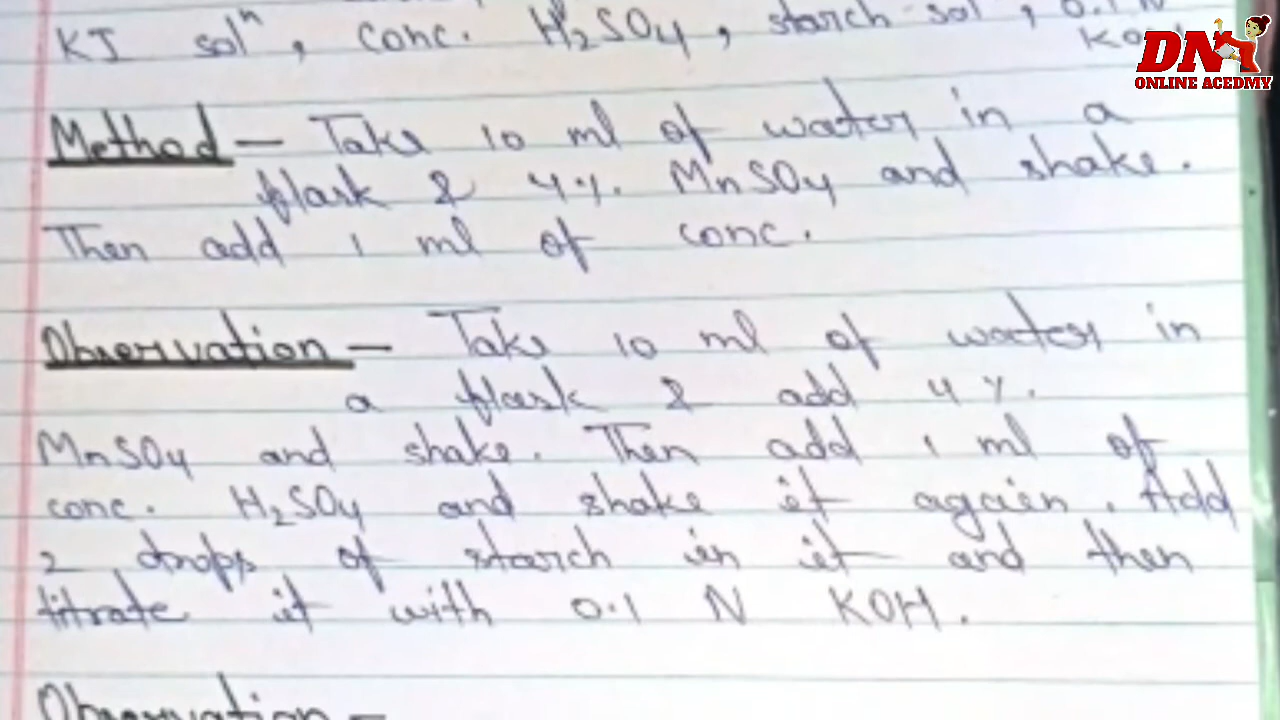 KI solⁿ, conc. H₂SO₄, starch sol, 0.1 N
DNA
ONLINE ACEDMY
Method - Take 10 ml of water in a
flask & 4%. MnSO₄ and shake.
Then add 1 ml of conc.
Observation - Take 10 ml of water in
a flask & add 4%.
MnSO₄ and shake. Then add 1 ml of
conc. H₂SO₄ and shake it again. Add
2 drops of starch in it and then
titrate it with 0.1 N KOH.
Observation -